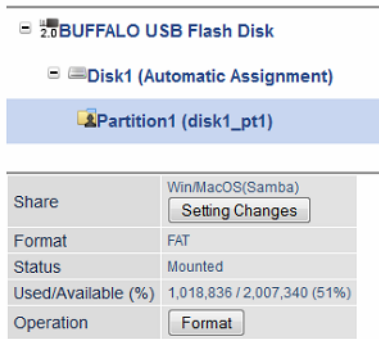 2.0 BUFFALO USB Flash Disk
Disk1 (Automatic Assignment)
Partition1 (disk1_pt1)
Share
Win/MacOS(Samba)
Setting Changes
Format FAT
Status Mounted
Used/Available (%) 1,018,836 / 2,007,340 (51%)
Operation Format